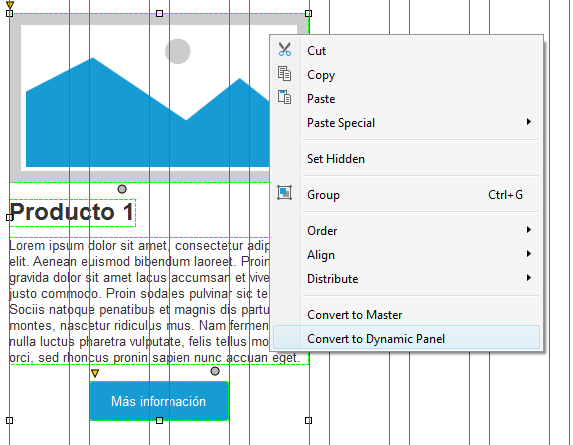 Cut
Copy
Paste
Paste Special
Set Hidden
Group Ctrl+G
Order
Align
Distribute
Convert to Master
Convert to Dynamic Panel
Producto 1
Lorem ipsum dolor sit amet, consectetur adip
elit. Aenean euismod bibendum laoreet. Proin
gravida dolor sit amet lacus accumsan et vive
justo commodo. Proin sodales pulvinar sic te
Sociis natoque penatibus et magnis dis partu
montes, nascetur ridiculus mus. Nam fermen
nulla luctus pharetra vulputate, felis tellus mo
orci, sed rhoncus pronin sapien nunc accuan eget.
Más información